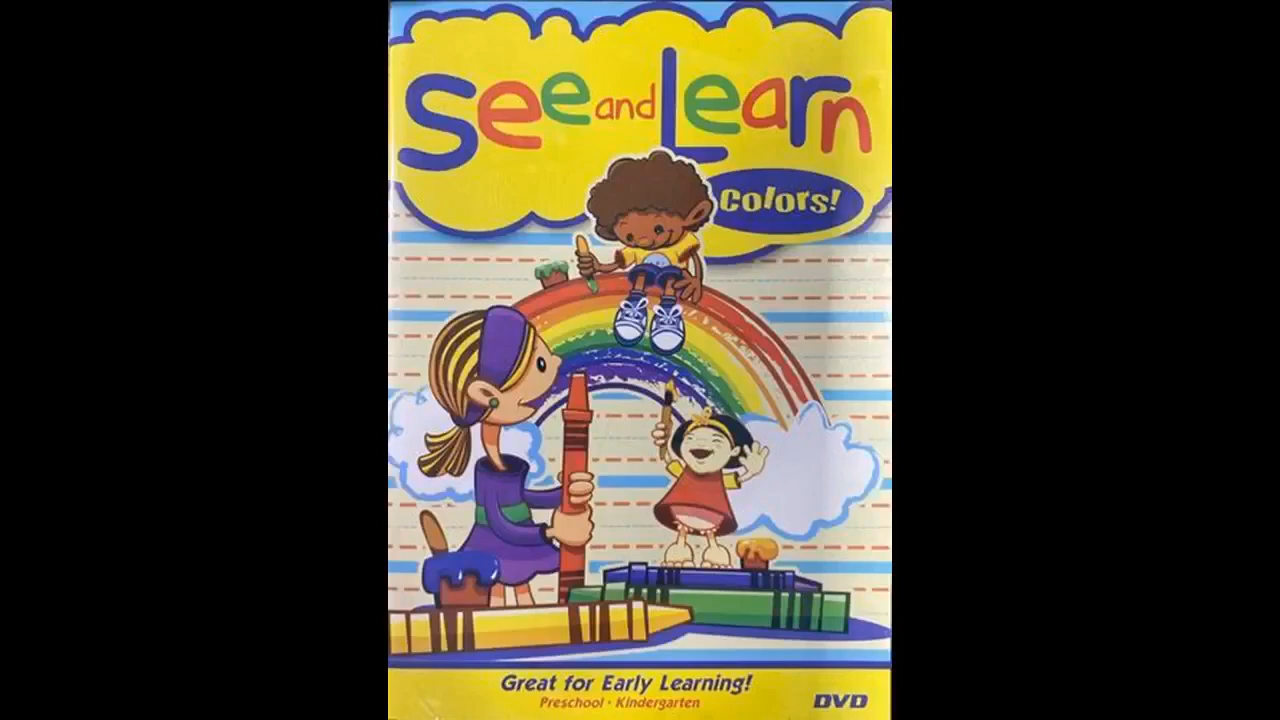 See and Learn
Colors!
Great for Early Learning!
Preschool • Kindergarten
DVD